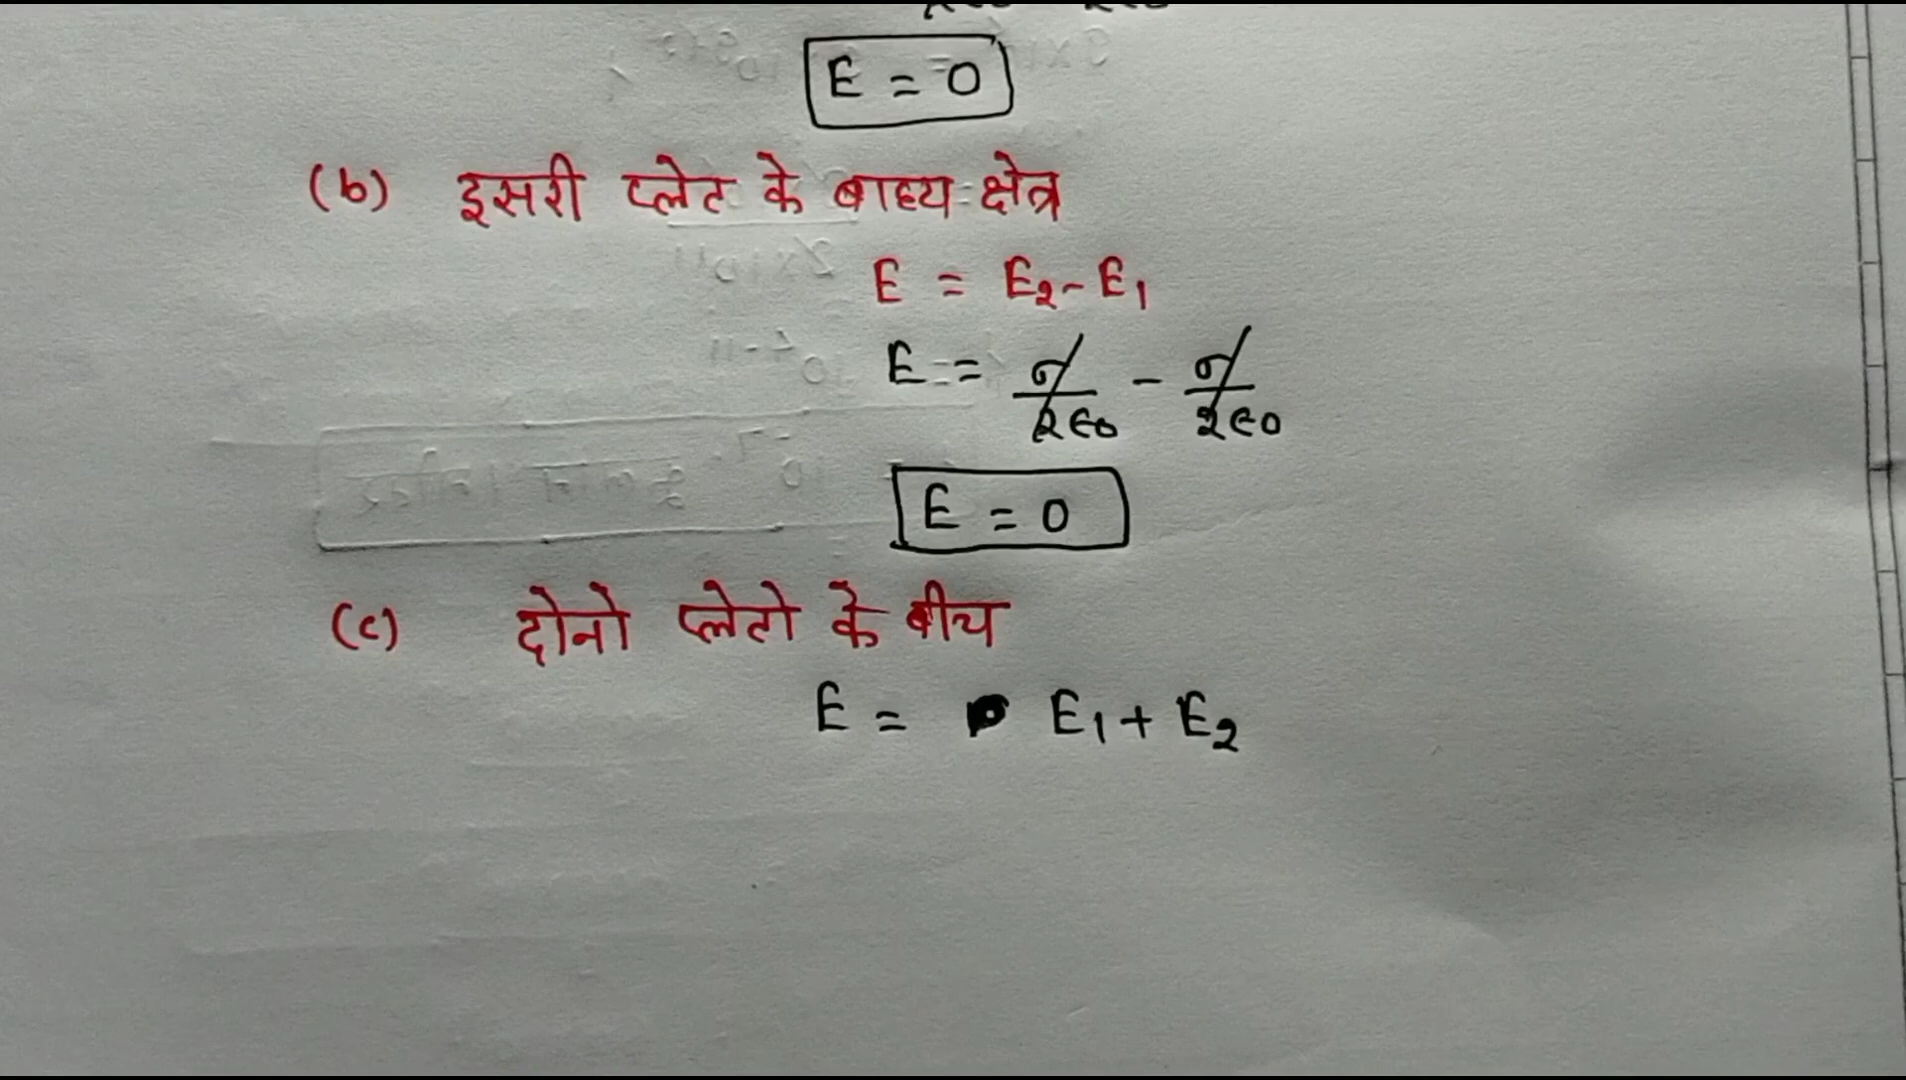 E = 0
(b) दूसरी प्लेट के बाह्य क्षेत्र
E = E₂ - E₁
E = σ/2ε₀ - σ/2ε₀
E = 0
(c) दोनो प्लेटो के बीच
E = E₁ + E₂